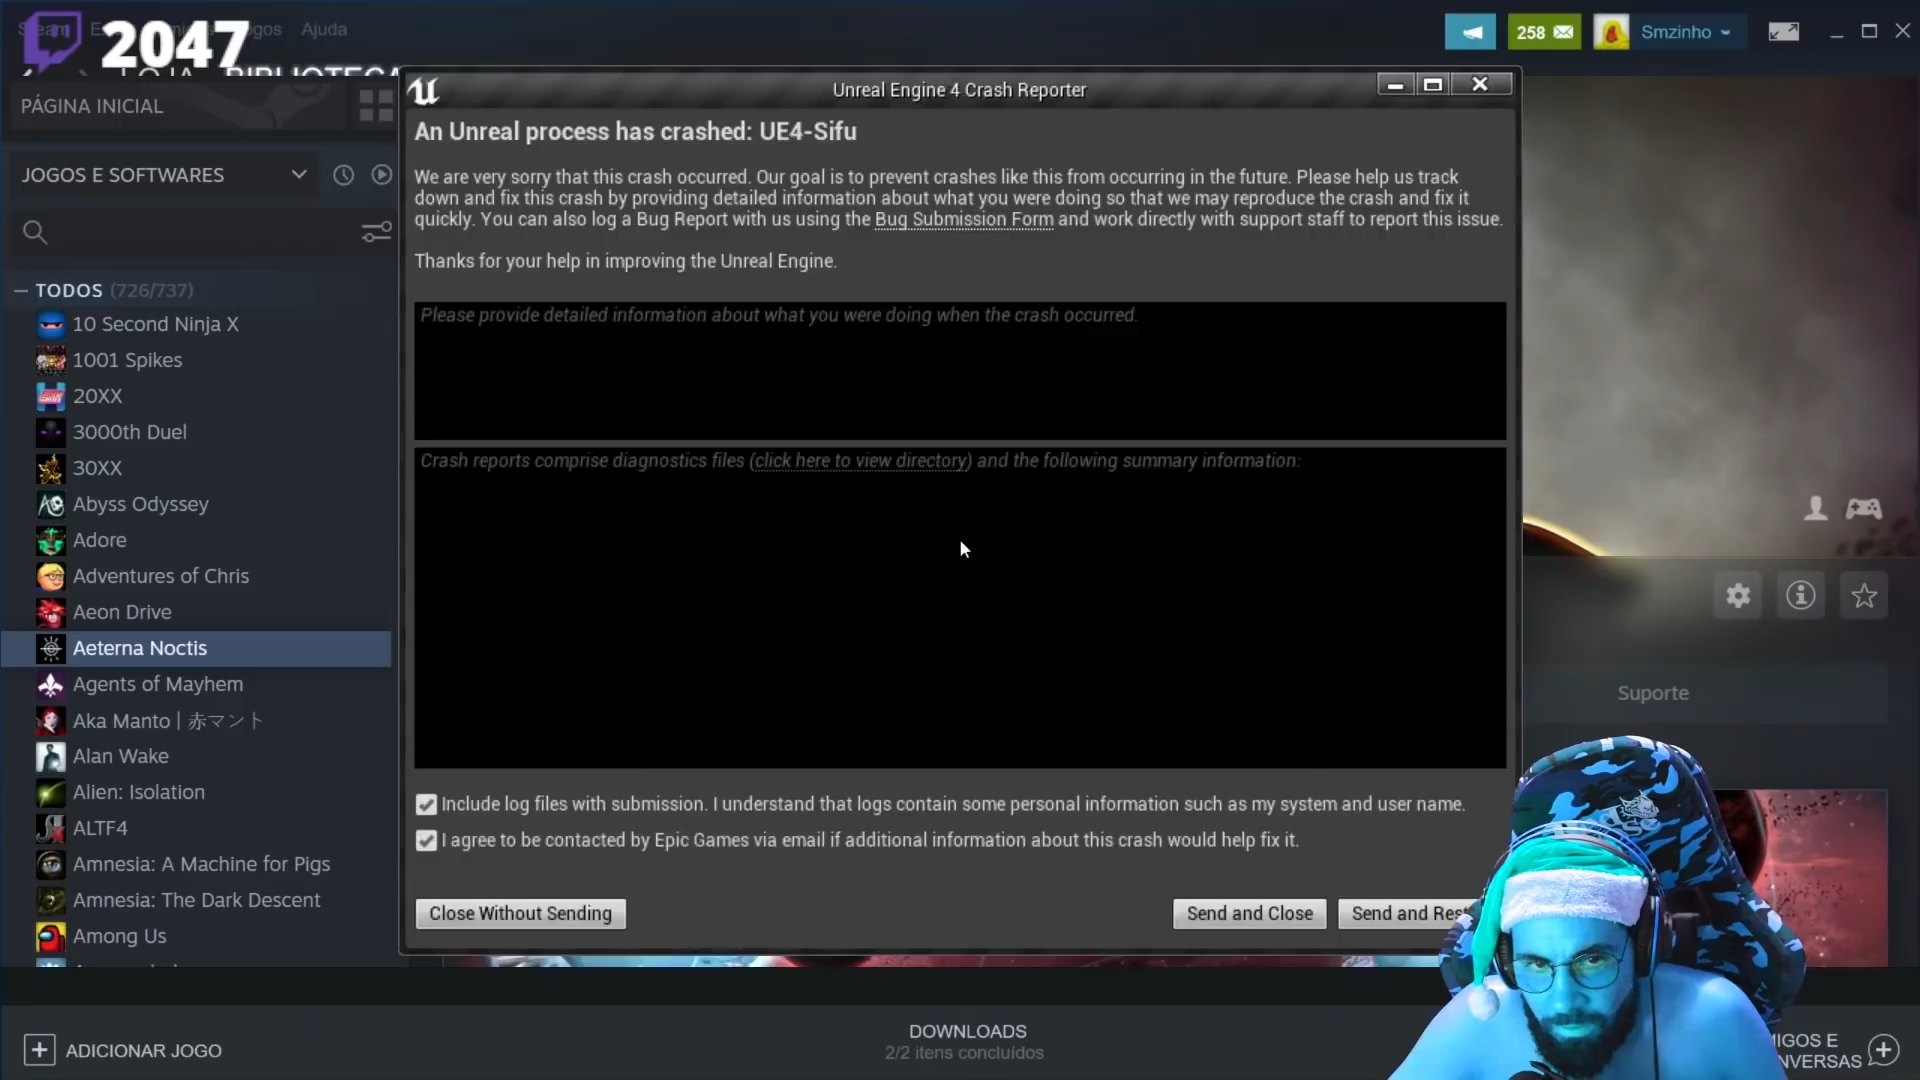 2047
Ajuda
258
Smzinho
PÁGINA INICIAL
JOGOS E SOFTWARES
TODOS (726/737)
10 Second Ninja X
1001 Spikes
20XX
3000th Duel
30XX
Abyss Odyssey
Adore
Adventures of Chris
Aeon Drive
Aeterna Noctis
Agents of Mayhem
Aka Manto | 赤マント
Alan Wake
Alien: Isolation
ALTF4
Amnesia: A Machine for Pigs
Amnesia: The Dark Descent
Among Us
Unreal Engine 4 Crash Reporter
An Unreal process has crashed: UE4-Sifu
We are very sorry that this crash occurred. Our goal is to prevent crashes like this from occurring in the future. Please help us track
down and fix this crash by providing detailed information about what you were doing so that we may reproduce the crash and fix it
quickly. You can also log a Bug Report with us using the Bug Submission Form and work directly with support staff to report this issue.
Thanks for your help in improving the Unreal Engine.
Please provide detailed information about what you were doing when the crash occurred.
Crash reports comprise diagnostics files (click here to view directory) and the following summary information:
Include log files with submission. I understand that logs contain some personal information such as my system and user name.
I agree to be contacted by Epic Games via email if additional information about this crash would help fix it.
Close Without Sending
Send and Close
Send and Rest
Suporte
ADICIONAR JOGO
DOWNLOADS
2/2 itens concluídos
IGOS E
NVERSAS